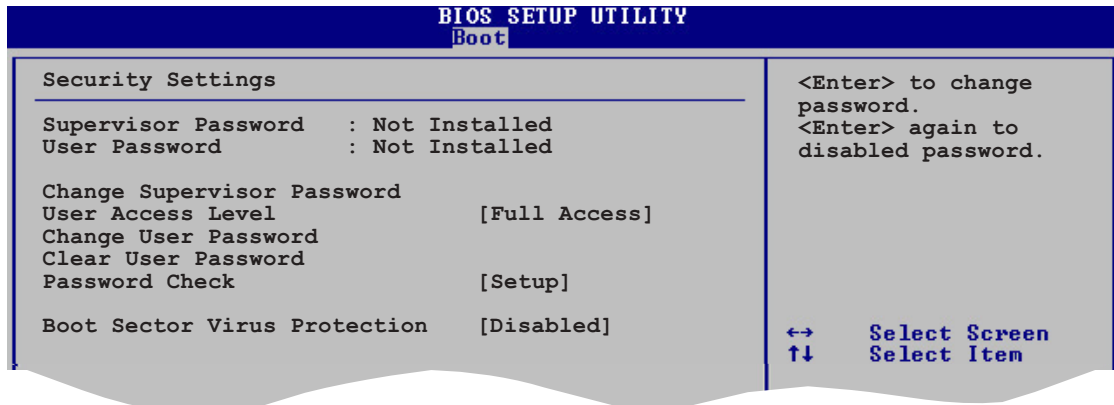 BIOS SETUP UTILITY
Boot
Security Settings
Supervisor Password : Not Installed
User Password : Not Installed
Change Supervisor Password
User Access Level [Full Access]
Change User Password
Clear User Password
Password Check [Setup]
Boot Sector Virus Protection [Disabled]
<Enter> to change
password.
<Enter> again to
disabled password.
↔ Select Screen
↑↓ Select Item